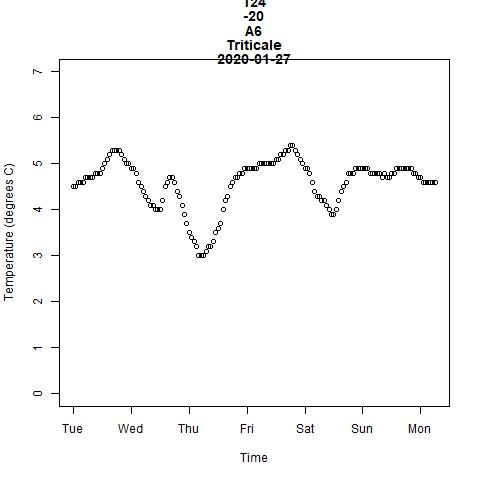 124
-20
A6
Triticale
2020-01-27
7
6
5
4
3
2
1
0
Temperature (degrees C)
Tue Wed Thu Fri Sat Sun Mon
Time